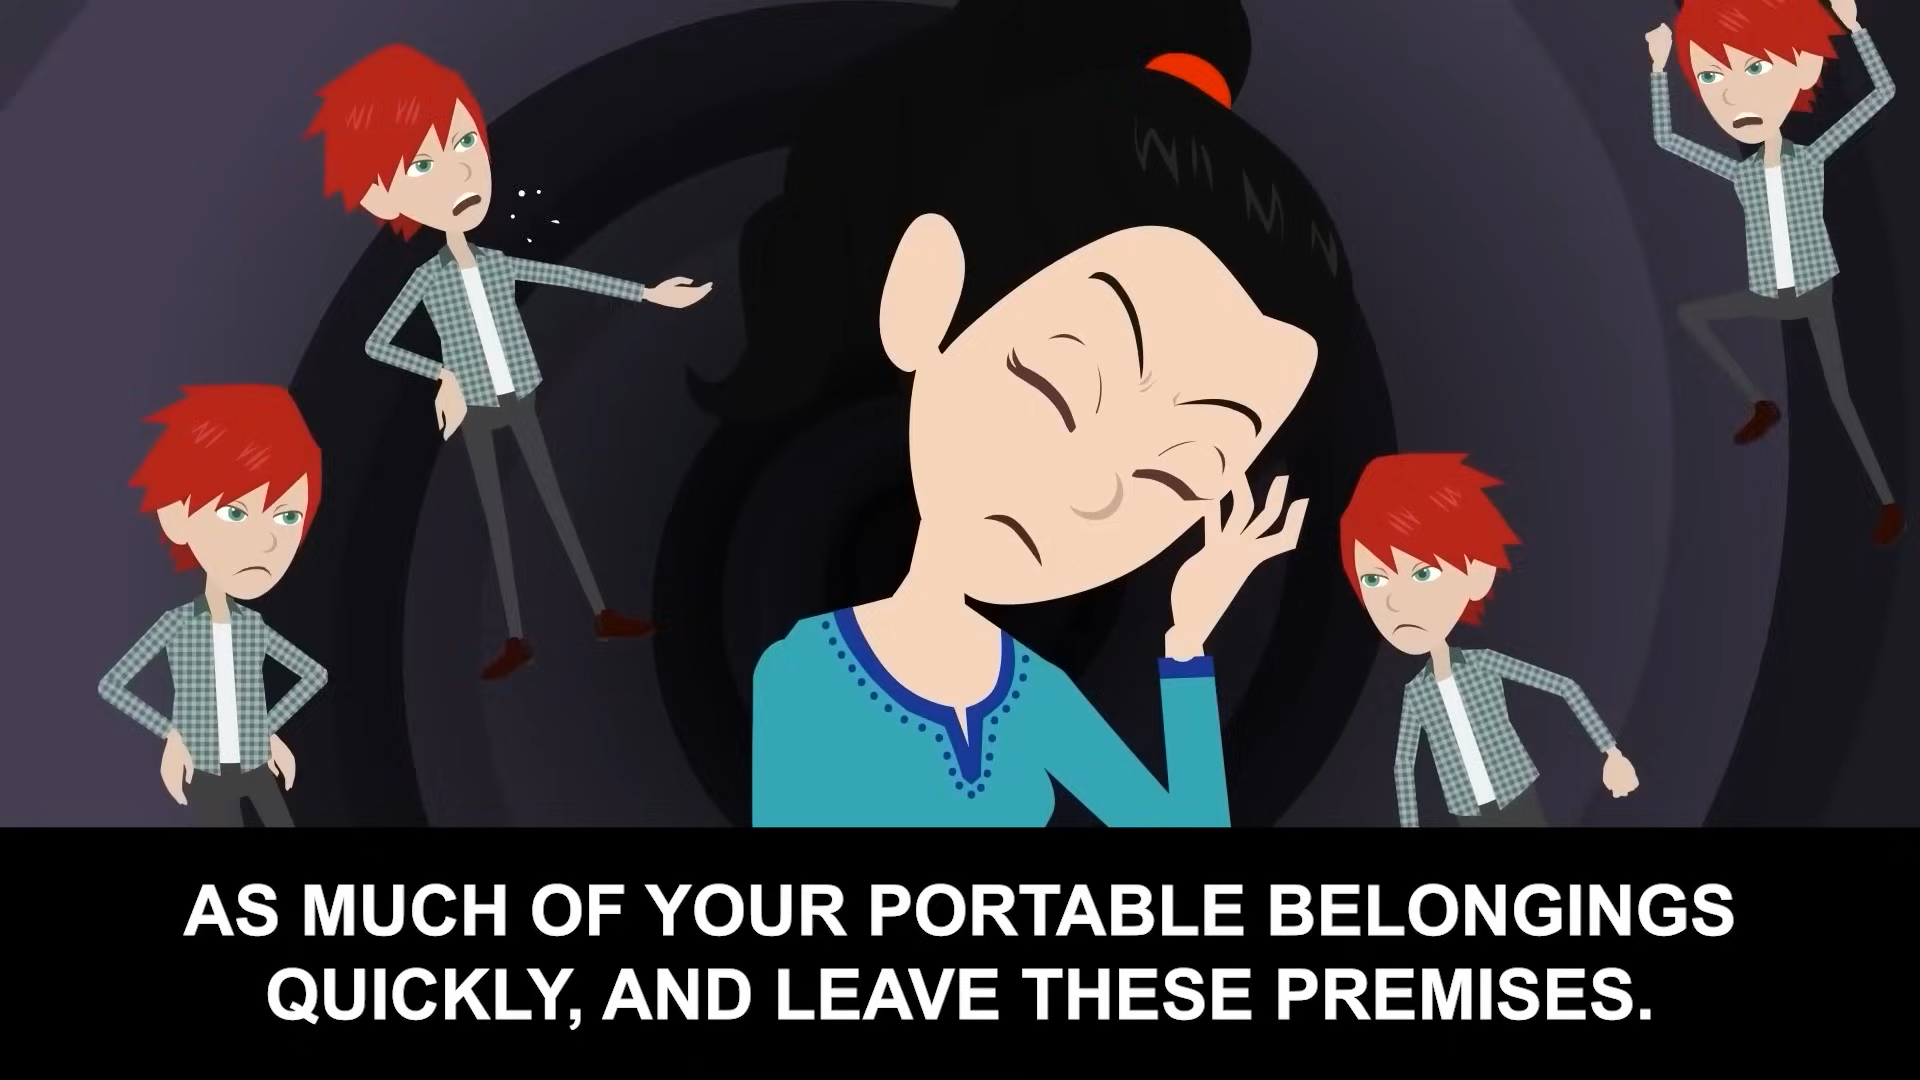 AS MUCH OF YOUR PORTABLE BELONGINGS
QUICKLY, AND LEAVE THESE PREMISES.